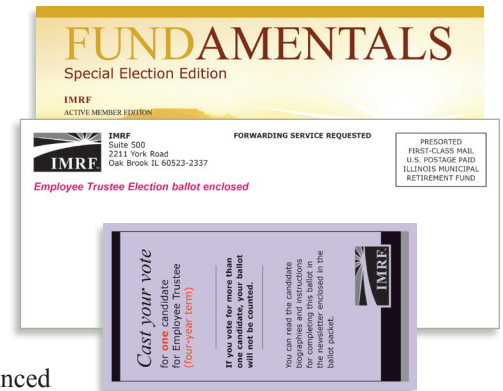 FUNDAMENTALS
Special Election Edition
IMRF
ACTIVE MEMBER EDITION
IMRF
IMRF
Suite 500
2211 York Road
Oak Brook IL 60523-2337
FORWARDING SERVICE REQUESTED
PRESORTED
FIRST-CLASS MAIL
U.S. POSTAGE PAID
ILLINOIS MUNICIPAL
RETIREMENT FUND
Employee Trustee Election ballot enclosed
Cast your vote
for one candidate
for Employee Trustee
(four-year term)
If you vote for more than
one candidate, your ballot
will not be counted.
You can read the candidate
biographies and instructions
for completing this ballot in
the newsletter enclosed in the
ballot packet.
IMRF
nced